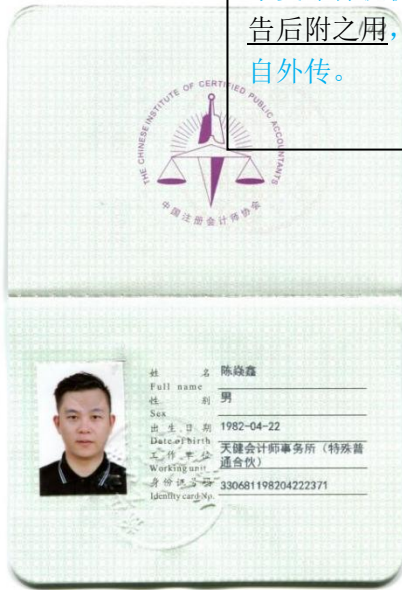 告后附之用，
自外传。
THE CHINESE INSTITUTE OF CERTIFIED PUBLIC ACCOUNTANTS
中国注册会计师协会
姓 名 陈焱鑫
Full name
性 别 男
Sex
出生日期 1982-04-22
Date of birth
工作单位 天健会计师事务所（特殊普
Working unit 通合伙）
身份证号码 330681198204222371
Identity card No.